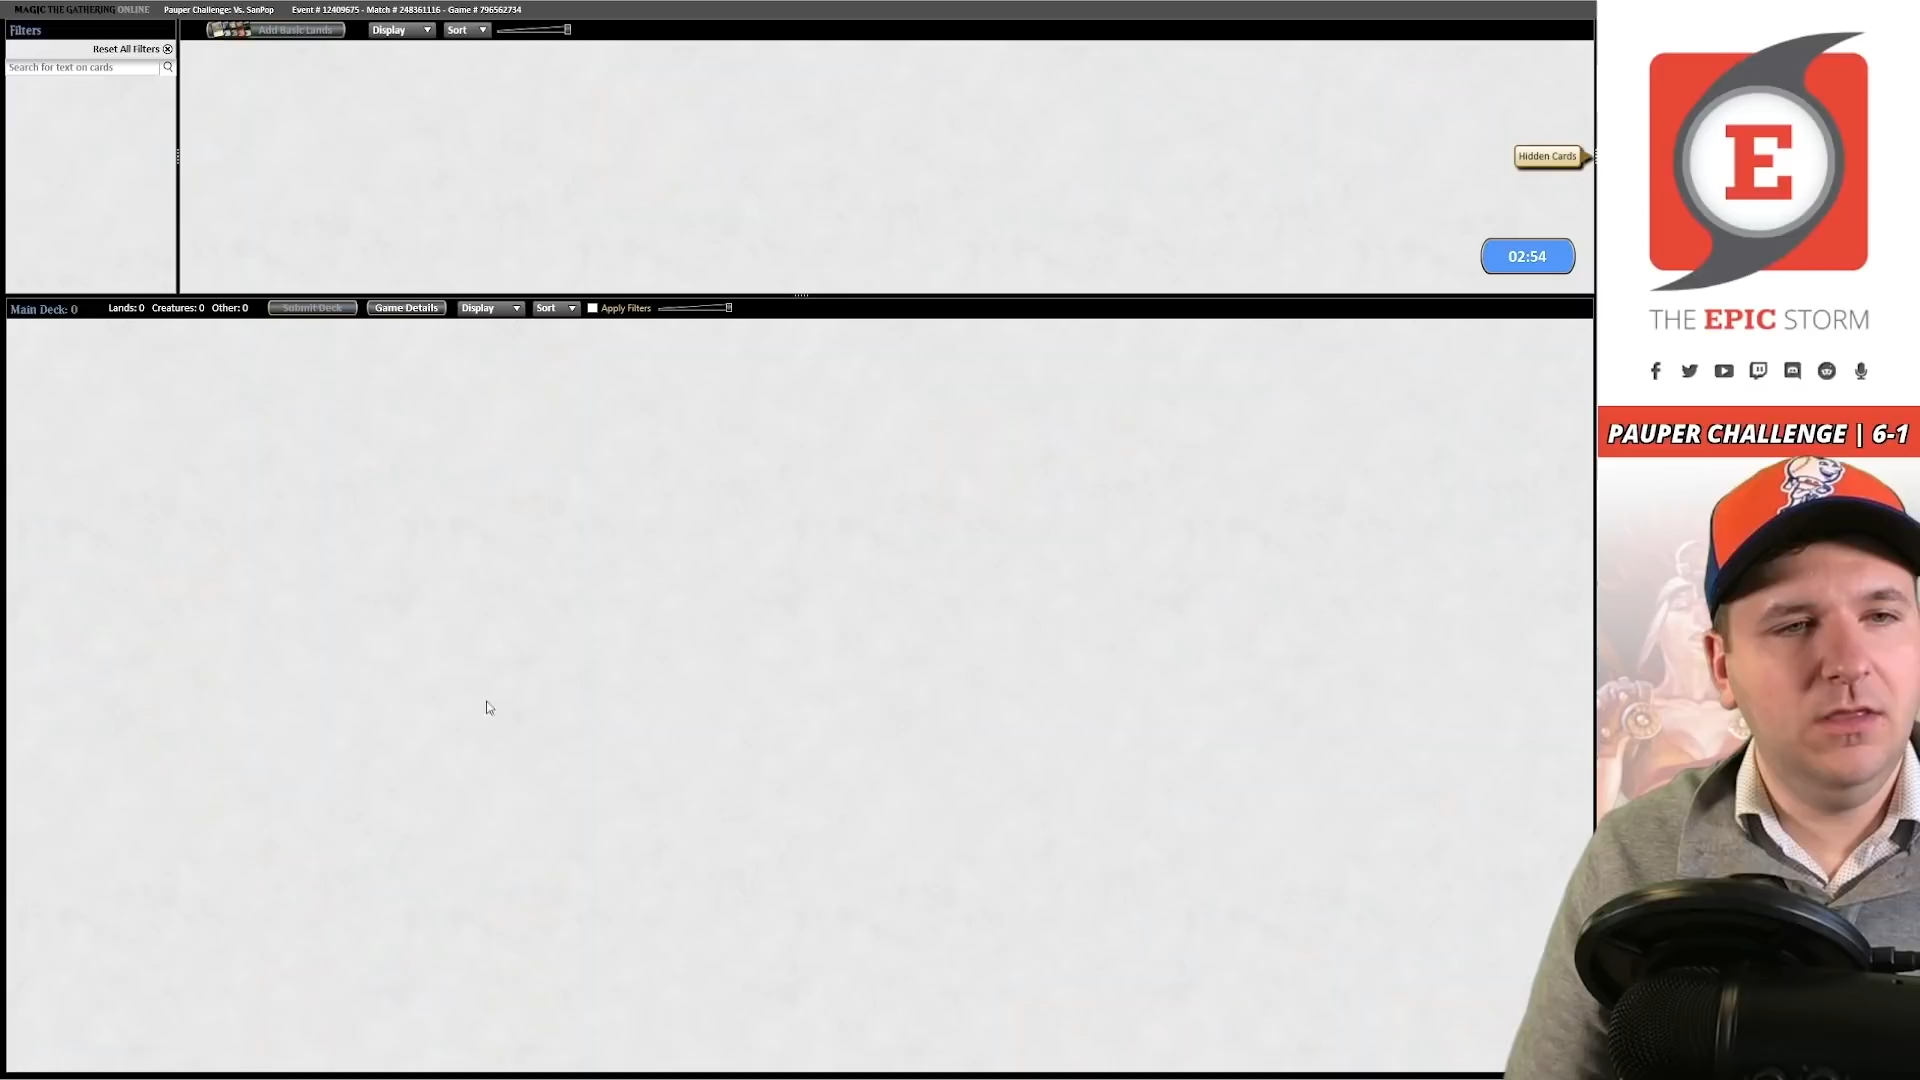 MAGIC THE GATHERING ONLINE Pauper Challenge: Vs. SanPop Event # 12409675 - Match # 248361116 - Game # 796562734
Filters Add Basic Lands Display Sort
Reset All Filters
Search for text on cards
Hidden Cards
02:54
Main Deck: 0 Lands: 0 Creatures: 0 Other: 0 Submit Deck Game Details Display Sort Apply Filters
E
THE EPIC STORM
PAUPER CHALLENGE | 6-1